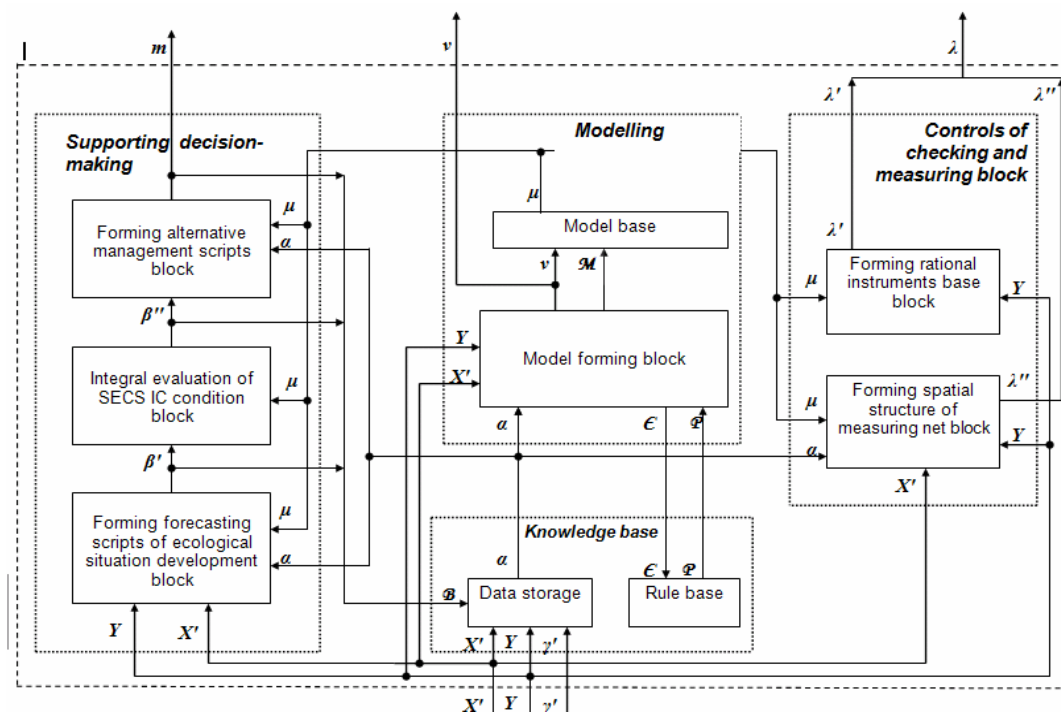 I
m
ν
λ
λ'
λ''
Supporting decision-
making
Modelling
Controls of
checking and
measuring block
μ
μ
Forming alternative
management scripts
block
α
Model base
ν
ℳ
λ'
Forming rational
instruments base
block
μ
Y
β''
Integral evaluation of
SECS IC condition
block
μ
Y
X'
Model forming block
α
Є
𝒫
λ''
Forming spatial
structure of
measuring net block
μ
α
Y
X'
β'
Forming forecasting
scripts of ecological
situation development
block
μ
α
Y
X'
Knowledge base
α
Є
𝒫
ℬ
Data storage
Rule base
X'
Y
γ'
X'
Y
γ'